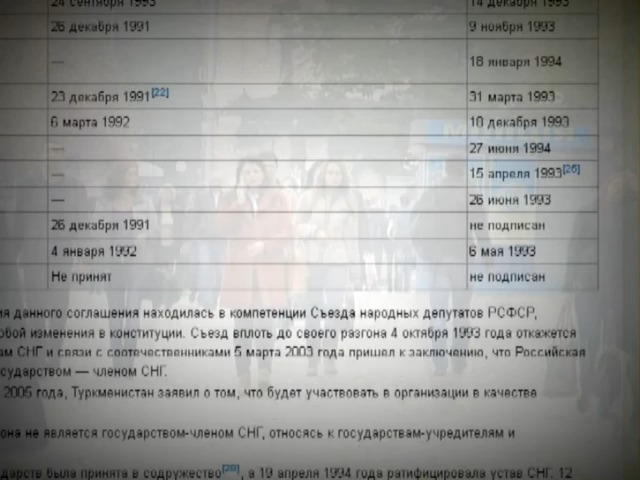 24 сентября 1993 14 декабря 1993
26 декабря 1991 9 ноября 1993
— 18 января 1994
23 декабря 1991[22] 31 марта 1993
6 марта 1992 10 декабря 1993
— 27 июня 1994
— 15 апреля 1993[26]
— 26 июня 1993
26 декабря 1991 не подписан
4 января 1992 6 мая 1993
Не принят не подписан
ия данного соглашения находилась в компетенции Съезда народных депутатов РСФСР,
обой изменения в конституции. Съезд вплоть до своего разгона 4 октября 1993 года откажется
ам СНГ и связи с соотечественниками 5 марта 2003 года пришел к заключению, что Российская
сударством — членом СНГ.
2005 года, Туркменистан заявил о том, что будет участвовать в организации в качестве
она не является государством-членом СНГ, относясь к государствам-учредителям и
дарств была принята в содружество[28], а 19 апреля 1994 года ратифицировала устав СНГ. 12